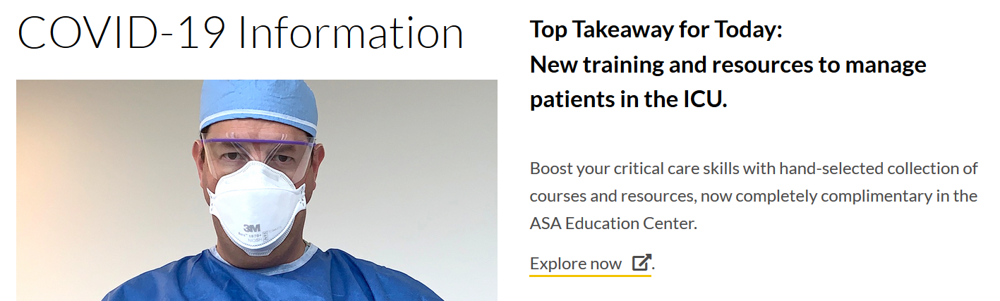 COVID-19 Information
Top Takeaway for Today:
New training and resources to manage
patients in the ICU.
Boost your critical care skills with hand-selected collection of
courses and resources, now completely complimentary in the
ASA Education Center.
Explore now .
3M
NIOSH